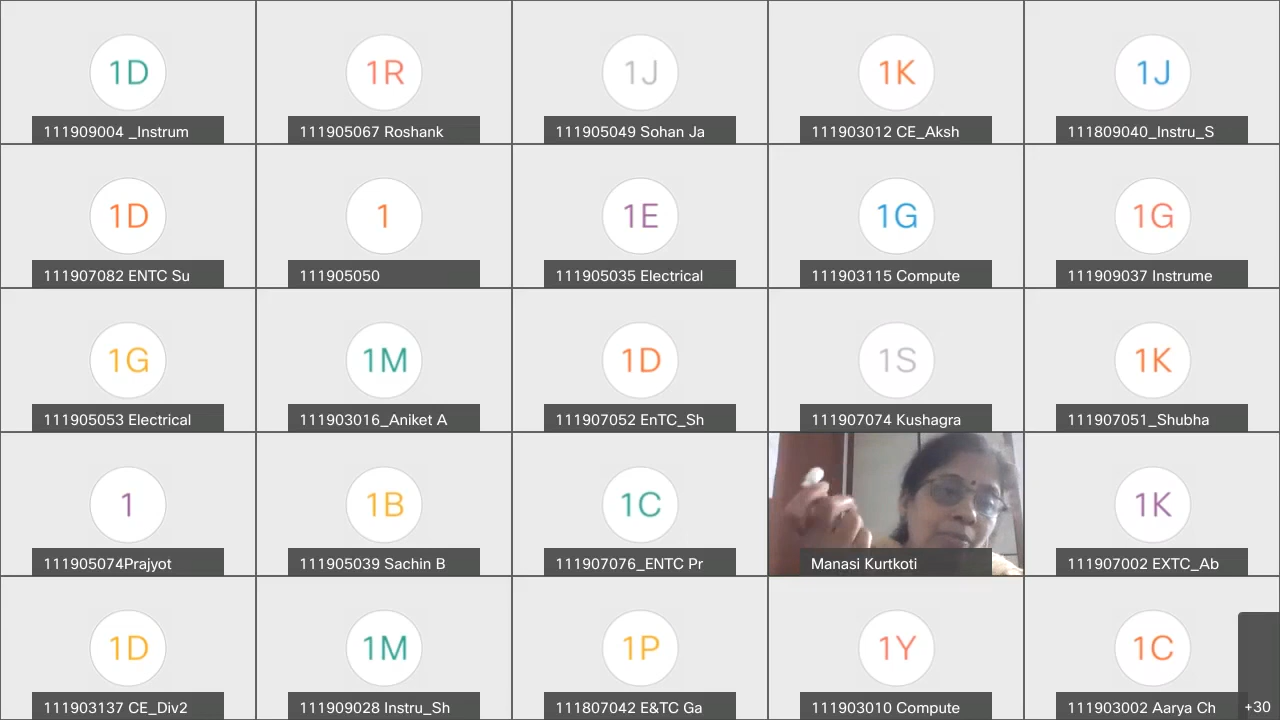 1D
111909004 _Instrum
1R
111905067 Roshank
1J
111905049 Sohan Ja
1K
111903012 CE_Aksh
1J
111809040_Instru_S
1D
111907082 ENTC Su
1
111905050
1E
111905035 Electrical
1G
111903115 Compute
1G
111909037 Instrume
1G
111905053 Electrical
1M
111903016_Aniket A
1D
111907052 EnTC_Sh
1S
111907074 Kushagra
1K
111907051_Shubha
1
111905074Prajyot
1B
111905039 Sachin B
1C
111907076_ENTC Pr
Manasi Kurtkoti
1K
111907002 EXTC_Ab
1D
111903137 CE_Div2
1M
111909028 Instru_Sh
1P
111807042 E&TC Ga
1Y
111903010 Compute
1C
111903002 Aarya Ch
+30